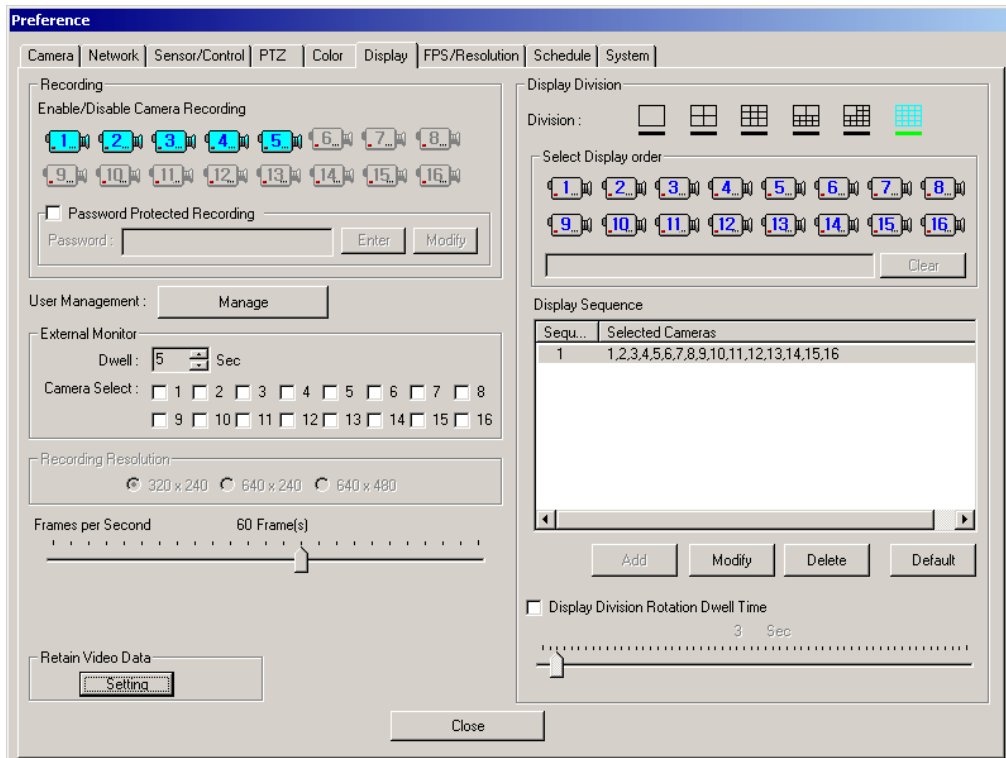 Preference
Camera Network Sensor/Control PTZ Color Display FPS/Resolution Schedule System
Recording
Enable/Disable Camera Recording
1... 2... 3... 4... 5... 6... 7... 8...
9... 10... 11... 12... 13... 14... 15... 16...
Password Protected Recording
Password : Enter Modify
User Management : Manage
External Monitor
Dwell : 5 Sec
Camera Select : 1 2 3 4 5 6 7 8
9 10 11 12 13 14 15 16
Recording Resolution
320 x 240 640 x 240 640 x 480
Frames per Second 60 Frame(s)
Retain Video Data
Setting
Display Division
Division :
Select Display order
1... 2... 3... 4... 5... 6... 7... 8...
9... 10... 11... 12... 13... 14... 15... 16...
Clear
Display Sequence
Sequ... Selected Cameras
1 1,2,3,4,5,6,7,8,9,10,11,12,13,14,15,16
Add Modify Delete Default
Display Division Rotation Dwell Time
3 Sec
Close